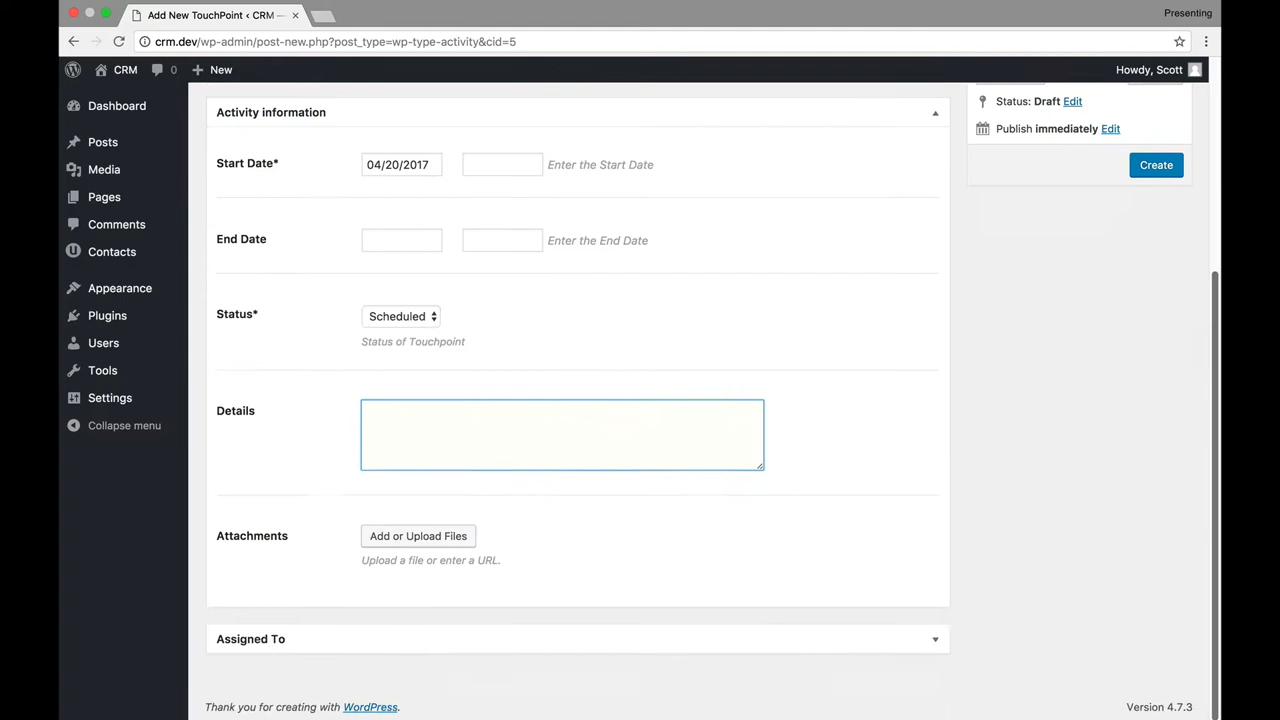 Add New TouchPoint ‹ CRM —
Presenting
crm.dev/wp-admin/post-new.php?post_type=wp-type-activity&cid=5
CRM 0 New
Howdy, Scott
Dashboard
Posts
Media
Pages
Comments
Contacts
Appearance
Plugins
Users
Tools
Settings
Collapse menu
Activity information
Start Date* 04/20/2017 Enter the Start Date
End Date Enter the End Date
Status* Scheduled
Status of Touchpoint
Details
Attachments Add or Upload Files
Upload a file or enter a URL.
Assigned To
Status: Draft Edit
Publish immediately Edit
Create
Thank you for creating with WordPress.
Version 4.7.3